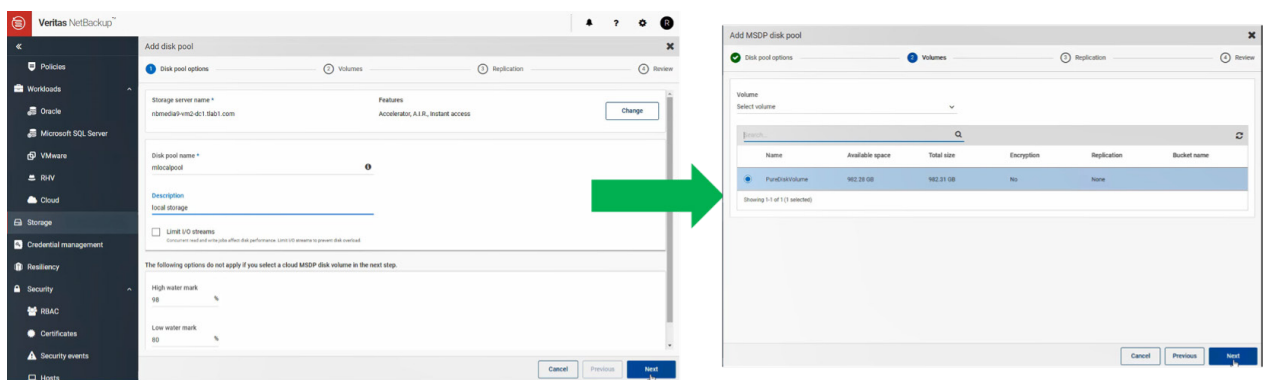 Veritas NetBackup™
?
R
«
Policies
Workloads
Oracle
Microsoft SQL Server
VMware
RHV
Cloud
Storage
Credential management
Resiliency
Security
RBAC
Certificates
Security events
Hosts
Add disk pool
1 Disk pool options
2 Volumes
3 Replication
4 Review
Storage server name *
Features
nbmedia9-vm2-dc1.tlab1.com
Accelerator, A.I.R., Instant access
Change
Disk pool name *
mlocalpool
Description
local storage
Limit I/O streams
Concurrent read and write jobs affect disk performance. Limit I/O streams to prevent disk overload.
The following options do not apply if you select a cloud MSDP disk volume in the next step.
High water mark
98 %
Low water mark
80 %
Cancel Previous Next
Add MSDP disk pool
Disk pool options
2 Volumes
3 Replication
4 Review
Volume
Select volume
Search...
Name Available space Total size Encryption Replication Bucket name
PureDiskVolume 982.28 GB 982.31 GB No None
Showing 1-1 of 1 (1 selected)
Cancel Previous Next